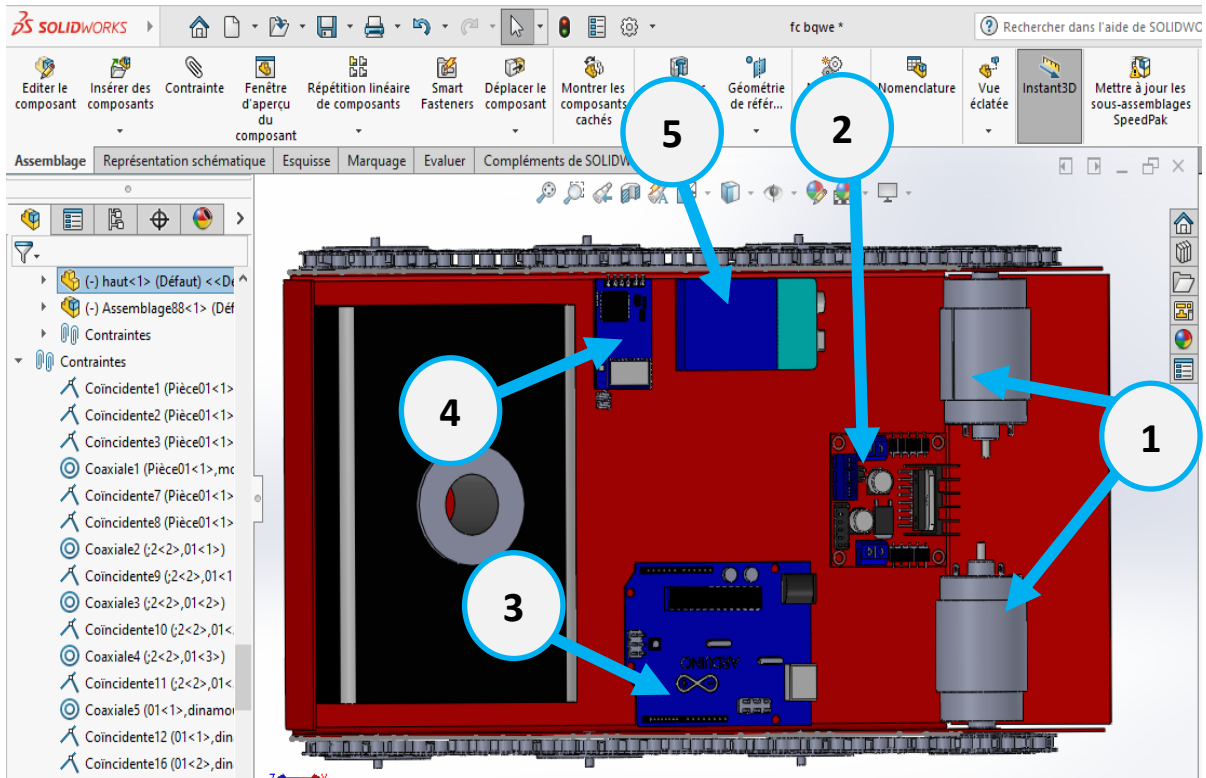 SOLIDWORKS
fc bqwe *
Rechercher dans l'aide de SOLIDWO
Editer le composant
Insérer des composants
Contrainte
Fenêtre d'aperçu du composant
Répétition linéaire de composants
Smart Fasteners
Déplacer le composant
Montrer les composants cachés
Géométrie de référ...
Nomenclature
Vue éclatée
Instant3D
Mettre à jour les sous-assemblages SpeedPak
Assemblage
Représentation schématique
Esquisse
Marquage
Evaluer
Compléments de SOLIDW
(-) haut<1> (Défaut) <<De
(-) Assemblage88<1> (Déf
Contraintes
Contraintes
Coïncidente1 (Pièce01<1>
Coïncidente2 (Pièce01<1>
Coïncidente3 (Pièce01<1>
Coaxiale1 (Pièce01<1>,mo
Coïncidente7 (Pièce01<1>
Coïncidente8 (Pièce01<1>
Coaxiale2 (;2<2>,01<1>)
Coïncidente9 (;2<2>,01<1
Coaxiale3 (;2<2>,01<2>)
Coïncidente10 (;2<2>,01<
Coaxiale4 (;2<2>,01<3>)
Coïncidente11 (;2<2>,01<
Coaxiale5 (01<1>,dinamo
Coïncidente12 (01<1>,din
Coïncidente16 (01<2>,din
5
2
4
1
3
ARDUINO
Z